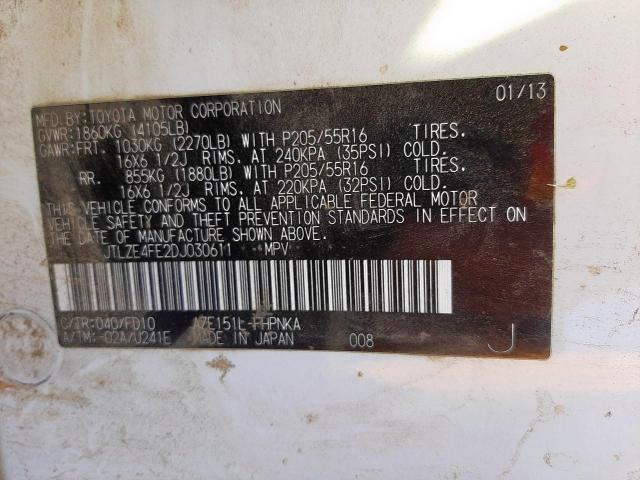 MFD.BY:TOYOTA MOTOR CORPORATION 01/13
GVWR:1860KG (4105LB)
GAWR:FRT. 1030KG (2270LB) WITH P205/55R16 TIRES.
16X6 1/2J RIMS. AT 240KPA (35PSI) COLD.
RR. 855KG (1880LB) WITH P205/55R16 TIRES.
16X6 1/2J RIMS. AT 220KPA (32PSI) COLD.
THIS VEHICLE CONFORMS TO ALL APPLICABLE FEDERAL MOTOR
VEHICLE SAFETY AND THEFT PREVENTION STANDARDS IN EFFECT ON
THE DATE OF MANUFACTURE SHOWN ABOVE.
JTLZE4FE2DJ030611 MPV
C/TR:040/FD10 AZE151L-FHPNKA
A/TM:-02A/U241E MADE IN JAPAN 008 J